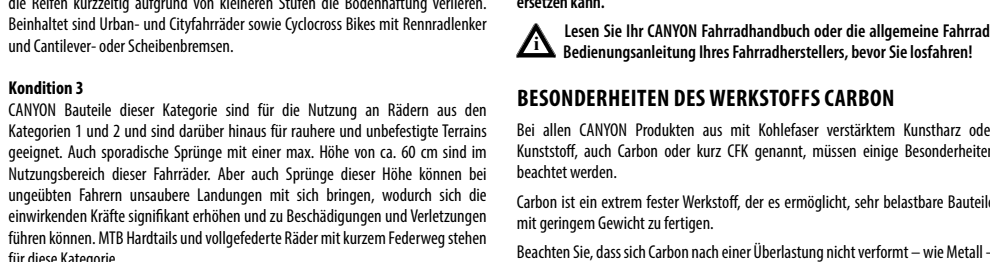 die Reifen kurzzeitig aufgrund von kleineren Stufen die Bodenhaftung verlieren.
Beinhaltet sind Urban- und Cityfahrräder sowie Cyclocross Bikes mit Rennradlenker
und Cantilever- oder Scheibenbremsen.
Kondition 3
CANYON Bauteile dieser Kategorie sind für die Nutzung an Rädern aus den
Kategorien 1 und 2 und sind darüber hinaus für rauhere und unbefestigte Terrains
geeignet. Auch sporadische Sprünge mit einer max. Höhe von ca. 60 cm sind im
Nutzungsbereich dieser Fahrräder. Aber auch Sprünge dieser Höhe können bei
ungeübten Fahrern unsaubere Landungen mit sich bringen, wodurch sich die
einwirkenden Kräfte signifikant erhöhen und zu Beschädigungen und Verletzungen
führen können. MTB Hardtails und vollgefederte Räder mit kurzem Federweg stehen
für diese Kategorie.
ersetzen kann.
Lesen Sie Ihr CANYON Fahrradhandbuch oder die allgemeine Fahrrad
Bedienungsanleitung Ihres Fahrradherstellers, bevor Sie losfahren!
BESONDERHEITEN DES WERKSTOFFS CARBON
Bei allen CANYON Produkten aus mit Kohlefaser verstärktem Kunstharz ode
Kunststoff, auch Carbon oder kurz CFK genannt, müssen einige Besonderheiten
beachtet werden.
Carbon ist ein extrem fester Werkstoff, der es ermöglicht, sehr belastbare Bauteile
mit geringem Gewicht zu fertigen.
Beachten Sie, dass sich Carbon nach einer Überlastung nicht verformt – wie Metall –